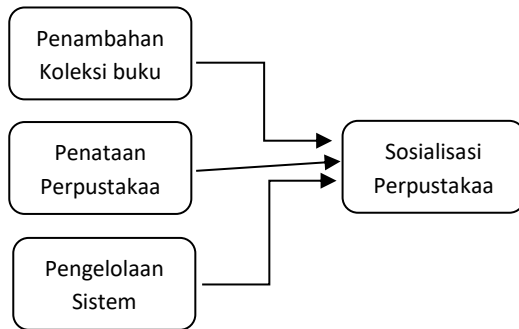 Penambahan
Koleksi buku
Penataan
Perpustakaa
Sosialisasi
Perpustakaa
Pengelolaan
Sistem